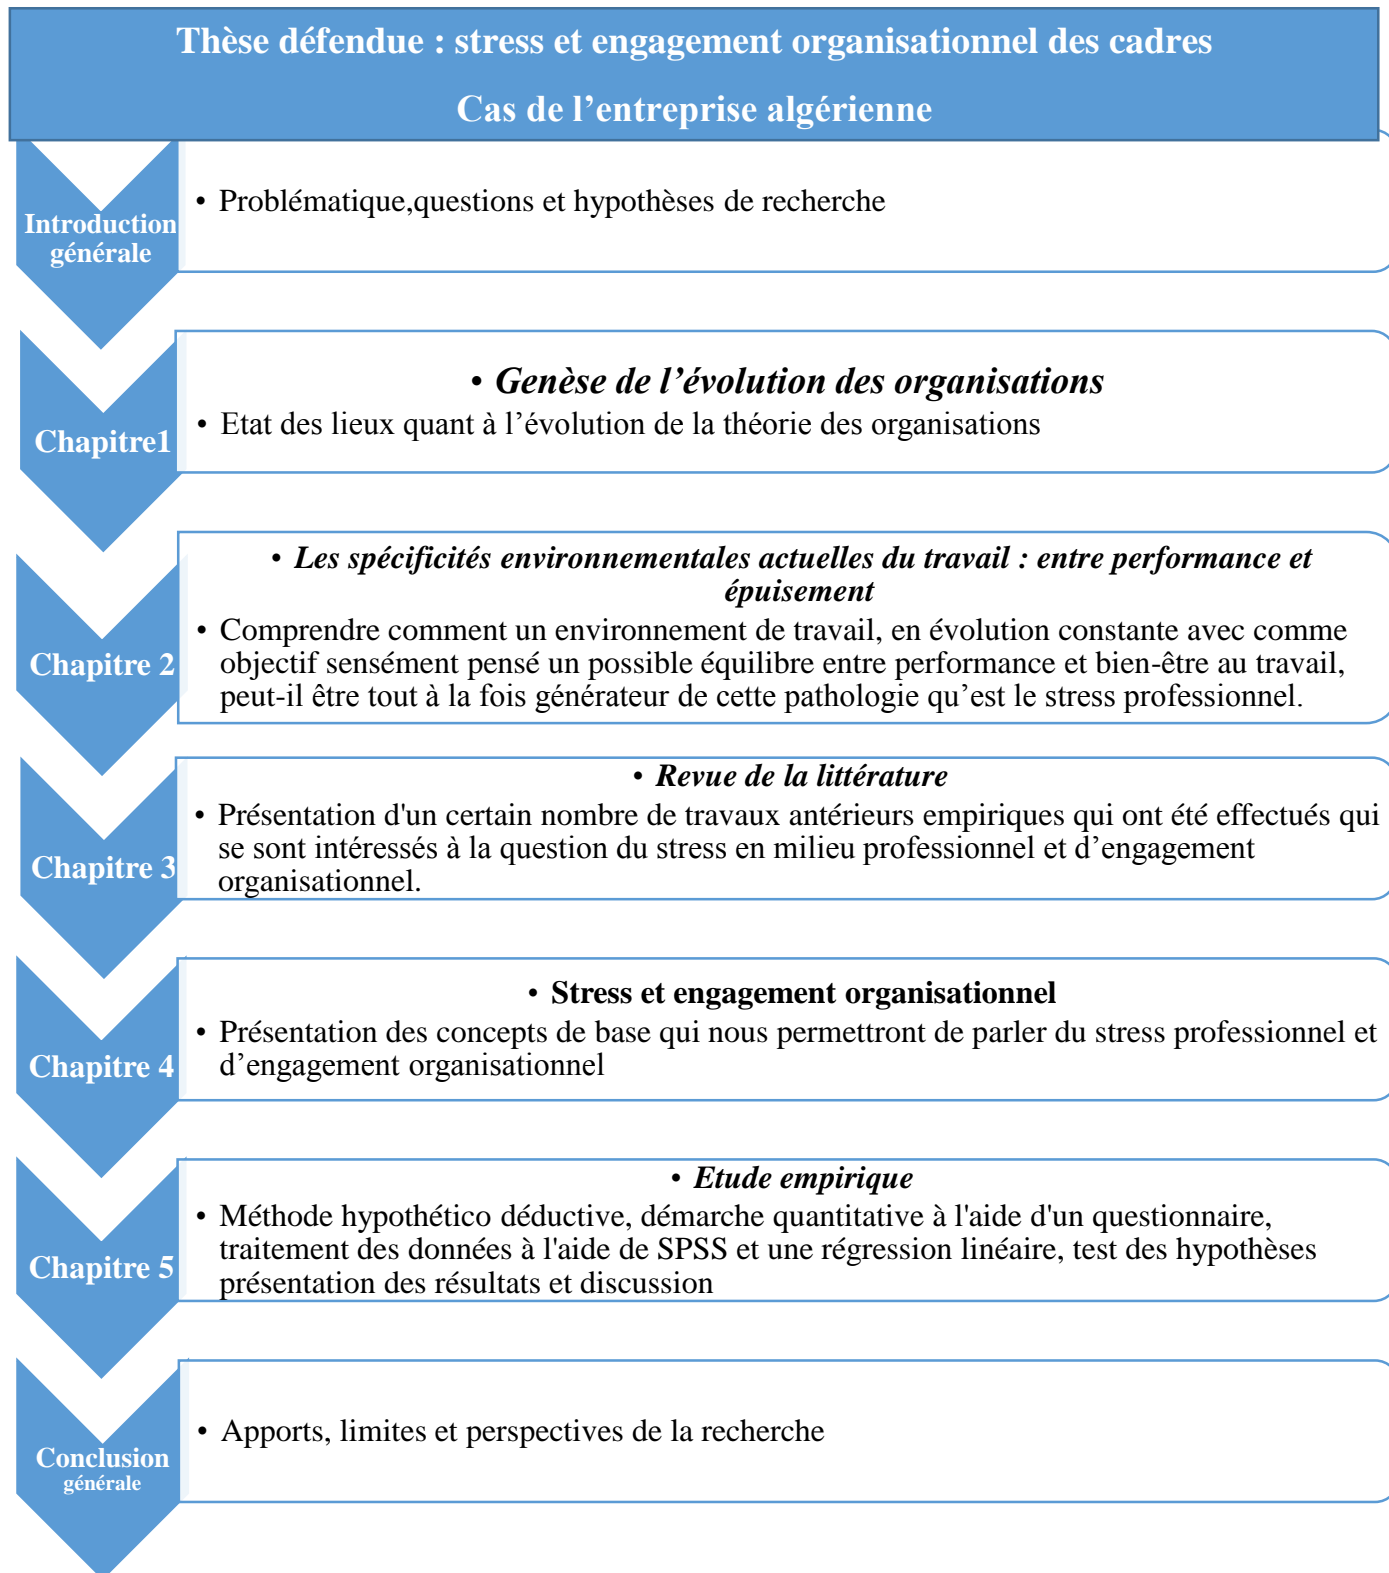 Thèse défendue : stress et engagement organisationnel des cadres
Cas de l’entreprise algérienne
Introduction
générale
• Problématique,questions et hypothèses de recherche
Chapitre1
• Genèse de l’évolution des organisations
• Etat des lieux quant à l’évolution de la théorie des organisations
Chapitre 2
• Les spécificités environnementales actuelles du travail : entre performance et
épuisement
• Comprendre comment un environnement de travail, en évolution constante avec comme
objectif sensément pensé un possible équilibre entre performance et bien-être au travail,
peut-il être tout à la fois générateur de cette pathologie qu’est le stress professionnel.
Chapitre 3
• Revue de la littérature
• Présentation d'un certain nombre de travaux antérieurs empiriques qui ont été effectués qui
se sont intéressés à la question du stress en milieu professionnel et d’engagement
organisationnel.
Chapitre 4
• Stress et engagement organisationnel
• Présentation des concepts de base qui nous permettront de parler du stress professionnel et
d’engagement organisationnel
Chapitre 5
• Etude empirique
• Méthode hypothético déductive, démarche quantitative à l'aide d'un questionnaire,
traitement des données à l'aide de SPSS et une régression linéaire, test des hypothèses
présentation des résultats et discussion
Conclusion
générale
• Apports, limites et perspectives de la recherche